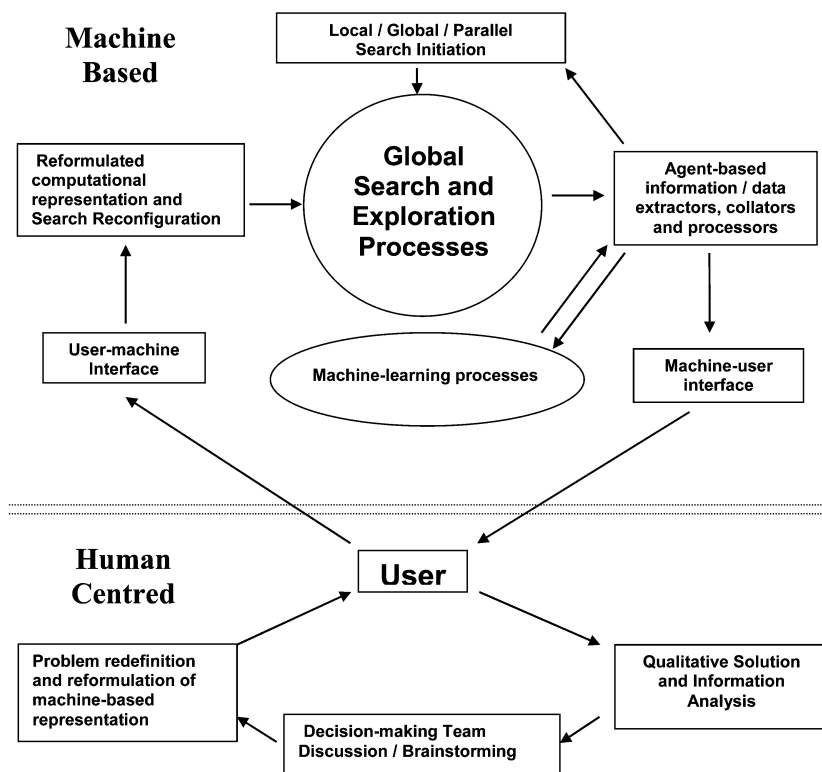 Machine
Based
Local / Global / Parallel
Search Initiation
Reformulated
computational
representation and
Search Reconfiguration
Global
Search and
Exploration
Processes
Agent-based
information / data
extractors, collators
and processors
User-machine
Interface
Machine-learning processes
Machine-user
interface
Human
Centred
User
Problem redefinition
and reformulation of
machine-based
representation
Qualitative Solution
and Information
Analysis
Decision-making Team
Discussion / Brainstorming